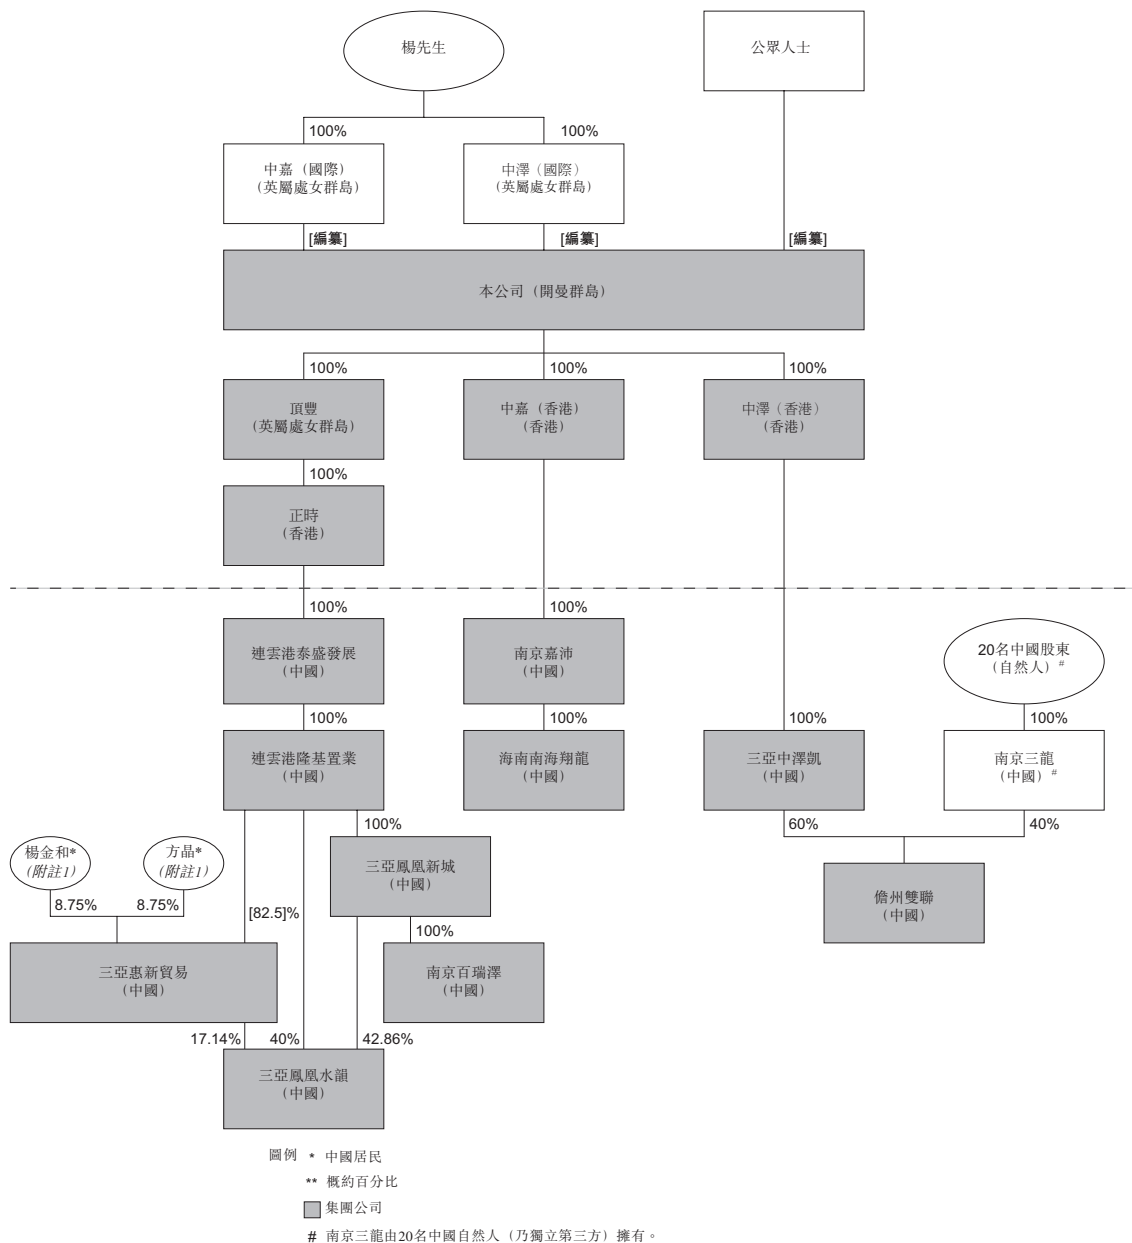 楊先生
公眾人士
100%
100%
中嘉（國際）
（英屬處女群島）
中澤（國際）
（英屬處女群島）
[編纂]
[編纂]
[編纂]
本公司（開曼群島）
100%
100%
100%
頂豐
（英屬處女群島）
中嘉（香港）
（香港）
中澤（香港）
（香港）
100%
正時
（香港）
100%
100%
連雲港泰盛發展
（中國）
南京嘉沛
（中國）
20名中國股東
（自然人）#
100%
100%
100%
100%
連雲港隆基置業
（中國）
海南南海翔龍
（中國）
三亞中澤凱
（中國）
南京三龍
（中國）#
100%
60%
40%
楊金和*
（附註1）
方晶*
（附註1）
三亞鳳凰新城
（中國）
儋州雙聯
（中國）
8.75%
8.75%
[82.5]%
100%
三亞惠新貿易
（中國）
南京百瑞澤
（中國）
17.14%
40%
42.86%
三亞鳳凰水韻
（中國）
圖例 * 中國居民
** 概約百分比
集團公司
# 南京三龍由20名中國自然人（乃獨立第三方）擁有。